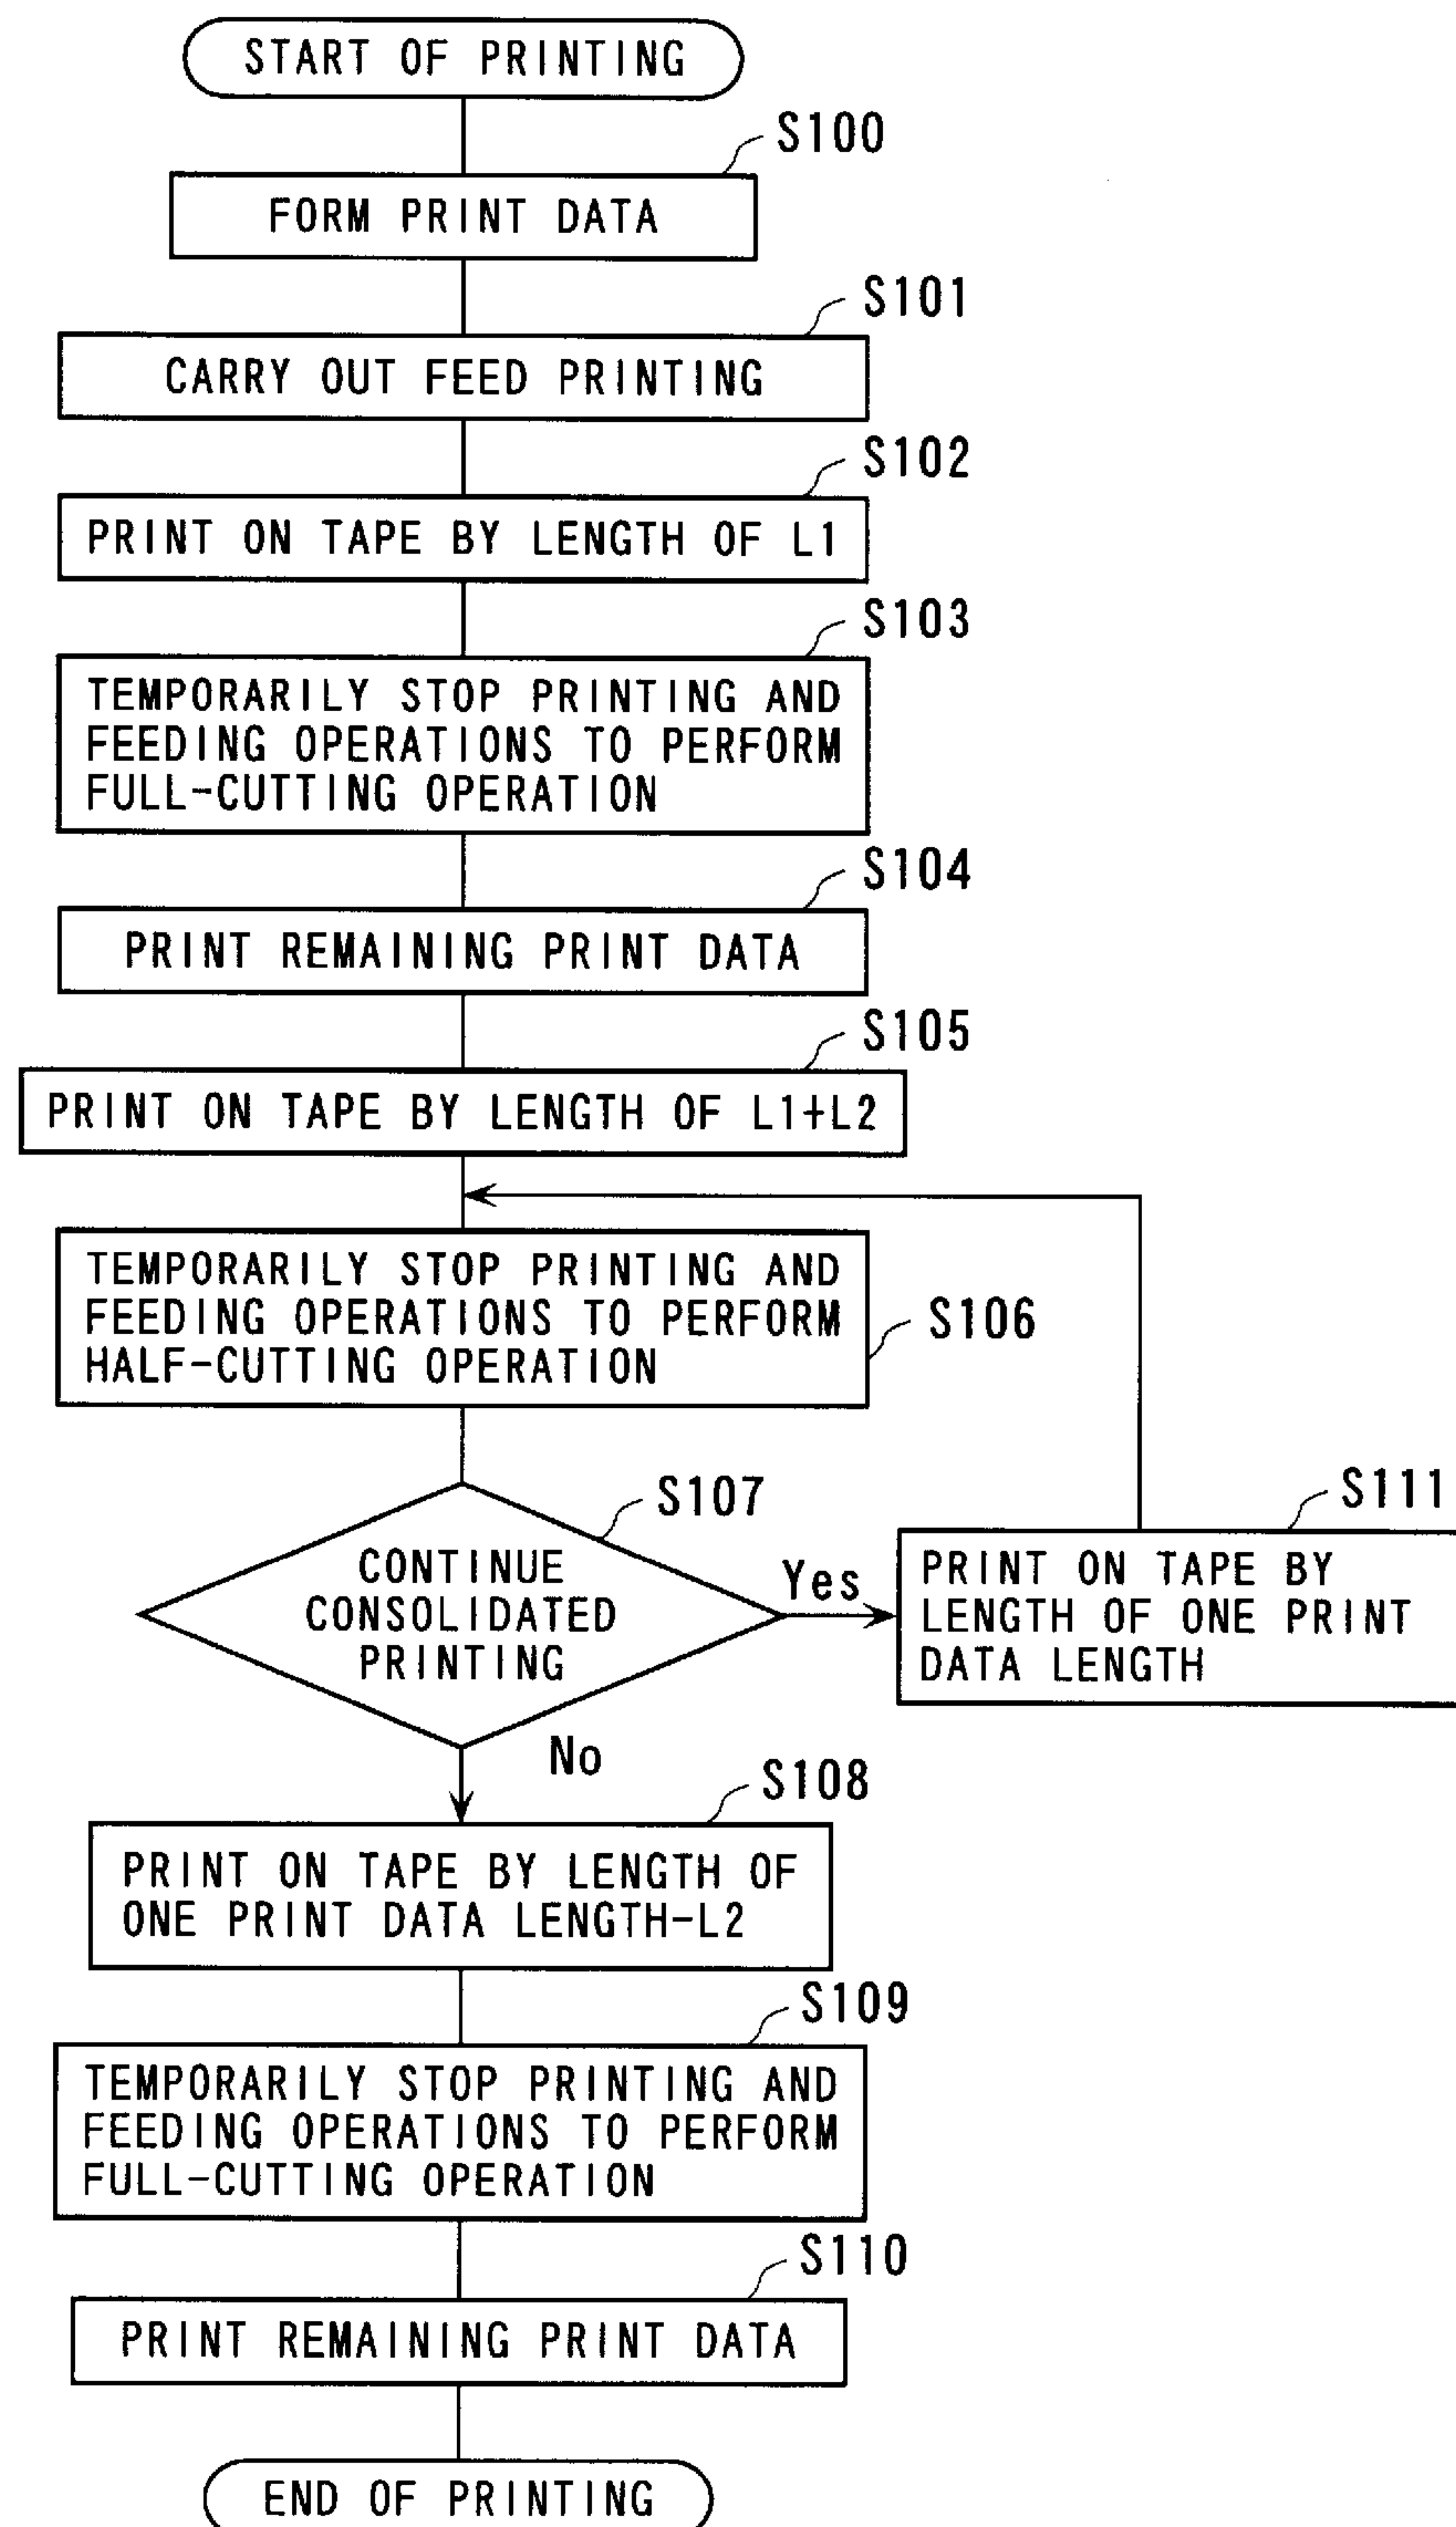 START OF PRINTING
S100
FORM PRINT DATA
S101
CARRY OUT FEED PRINTING
S102
PRINT ON TAPE BY LENGTH OF L1
S103
TEMPORARILY STOP PRINTING AND
FEEDING OPERATIONS TO PERFORM
FULL-CUTTING OPERATION
S104
PRINT REMAINING PRINT DATA
S105
PRINT ON TAPE BY LENGTH OF L1+L2
TEMPORARILY STOP PRINTING AND
FEEDING OPERATIONS TO PERFORM
HALF-CUTTING OPERATION
S106
S107
CONTINUE
CONSOLIDATED
PRINTING
Yes
S111
PRINT ON TAPE BY
LENGTH OF ONE PRINT
DATA LENGTH
No
S108
PRINT ON TAPE BY LENGTH OF
ONE PRINT DATA LENGTH-L2
S109
TEMPORARILY STOP PRINTING AND
FEEDING OPERATIONS TO PERFORM
FULL-CUTTING OPERATION
S110
PRINT REMAINING PRINT DATA
END OF PRINTING